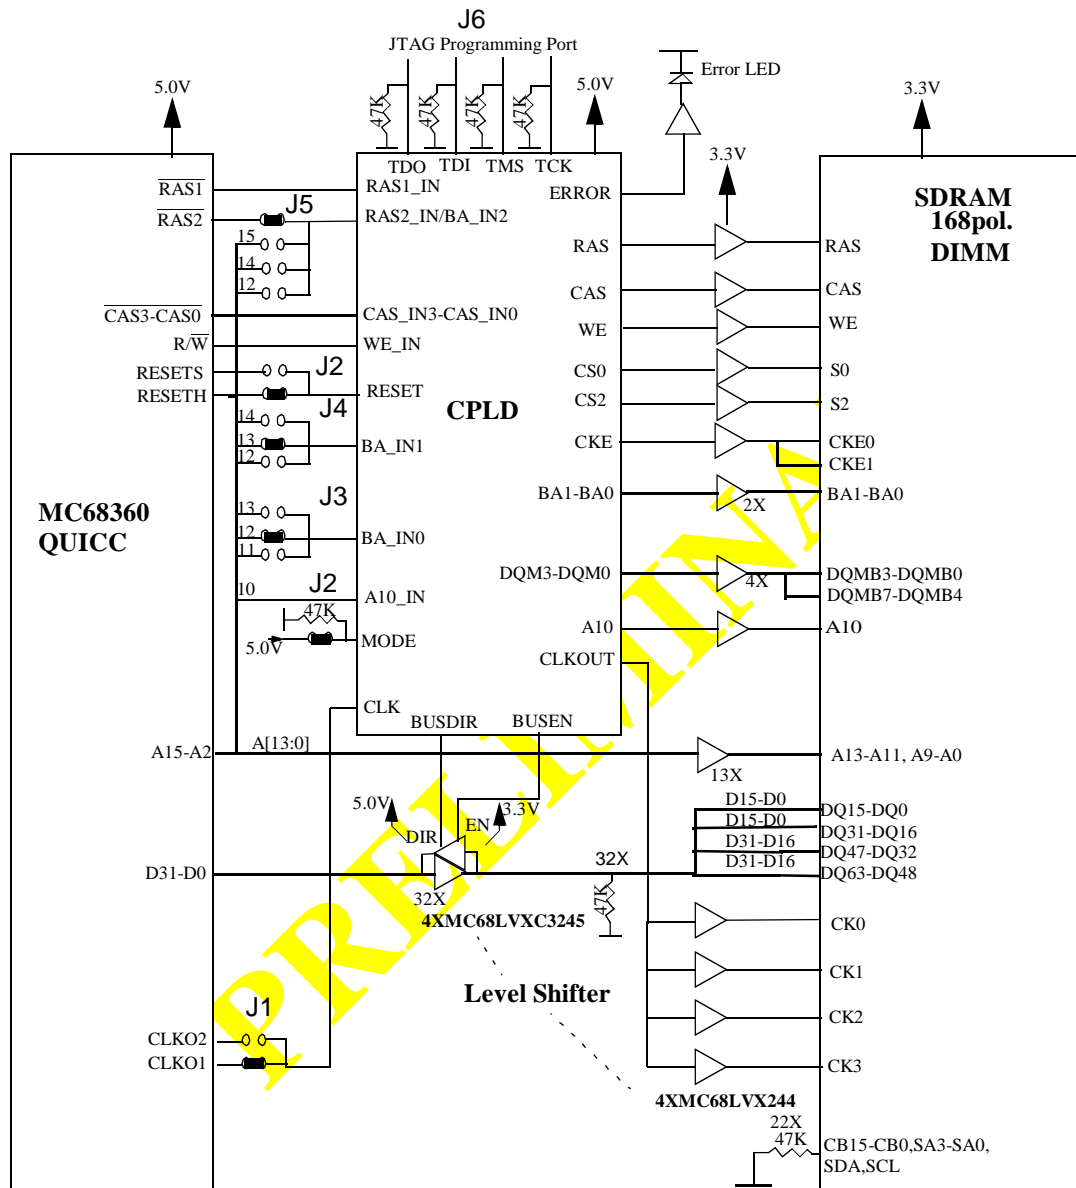 J6
JTAG Programming Port
Error LED
5.0V
47K
47K
47K
47K
5.0V
3.3V
3.3V
TDO
TDI
TMS
TCK
RAS1
RAS1_IN
ERROR
SDRAM
168pol.
DIMM
RAS2
J5
RAS2_IN/BA_IN2
15
14
12
RAS
RAS
CAS
CAS
CAS3-CAS0
CAS_IN3-CAS_IN0
WE
WE
R/W
WE_IN
RESETS
J2
CS0
S0
RESETH
RESET
CS2
S2
J4
CPLD
14
13
12
BA_IN1
CKE
CKE0
CKE1
J3
BA1-BA0
2X
BA1-BA0
MC68360
QUICC
13
12
11
BA_IN0
DQM3-DQM0
4X
DQMB3-DQMB0
DQMB7-DQMB4
J2
10
A10_IN
47K
5.0V
MODE
A10
A10
CLKOUT
CLK
BUSDIR
BUSEN
A15-A2
A[13:0]
13X
A13-A11, A9-A0
5.0V
3.3V
DIR
EN
D15-D0
DQ15-DQ0
D15-D0
DQ31-DQ16
D31-D16
DQ47-DQ32
D31-D16
DQ63-DQ48
D31-D0
32X
32X
47K
4XMC68LVXC3245
CK0
CK1
Level Shifter
J1
CK2
CLKO2
CLKO1
CK3
4XMC68LVX244
22X
47K
CB15-CB0,SA3-SA0,
SDA,SCL
PRELIMINA